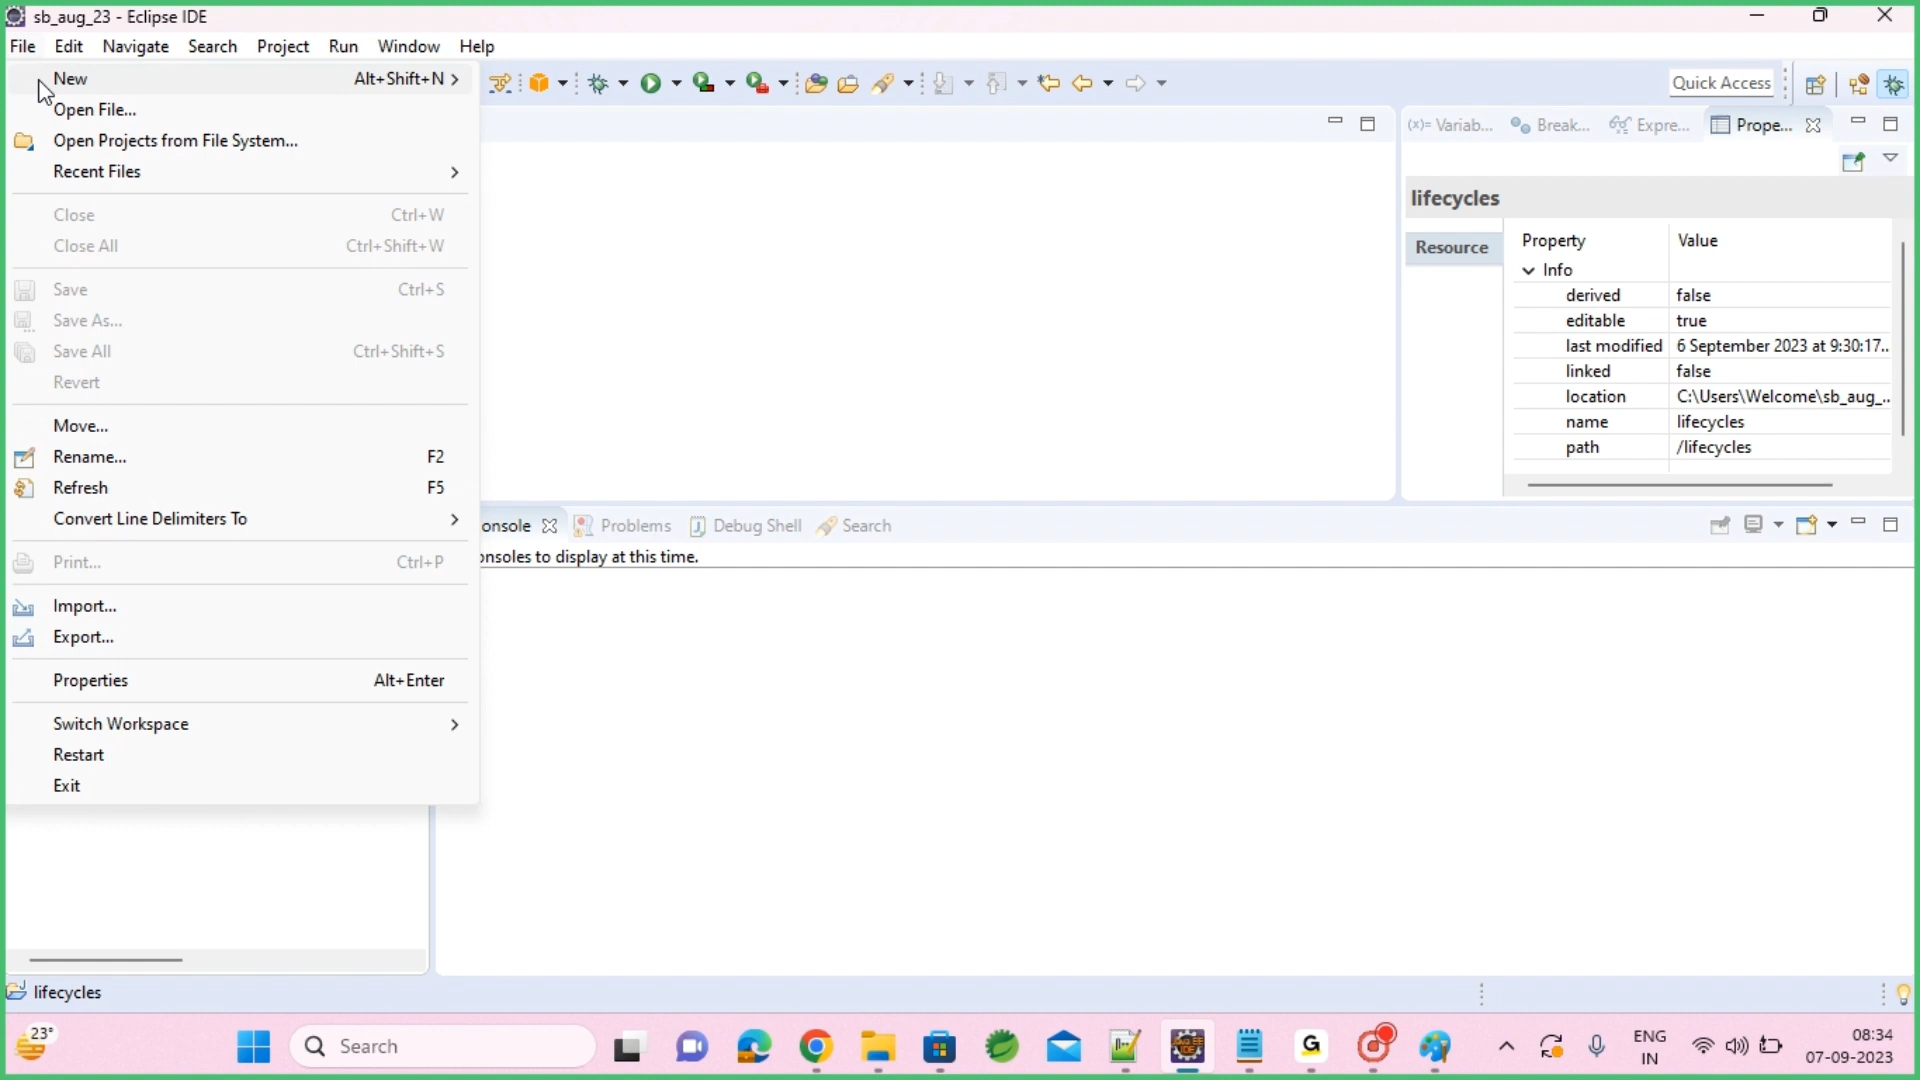 sb_aug_23 - Eclipse IDE
File Edit Navigate Search Project Run Window Help
New Alt+Shift+N
Open File...
Open Projects from File System...
Recent Files
Close Ctrl+W
Close All Ctrl+Shift+W
Save Ctrl+S
Save As...
Save All Ctrl+Shift+S
Revert
Move...
Rename... F2
Refresh F5
Convert Line Delimiters To
Print... Ctrl+P
Import...
Export...
Properties Alt+Enter
Switch Workspace
Restart
Exit
Quick Access
(x)= Variab... Break... Expre... Prope...
lifecycles
Resource
Property Value
Info
derived false
editable true
last modified 6 September 2023 at 9:30:17..
linked false
location C:\Users\Welcome\sb_aug_..
name lifecycles
path /lifecycles
onsole Problems Debug Shell Search
onsoles to display at this time.
lifecycles
23°
Search
ENG
IN
08:34
07-09-2023